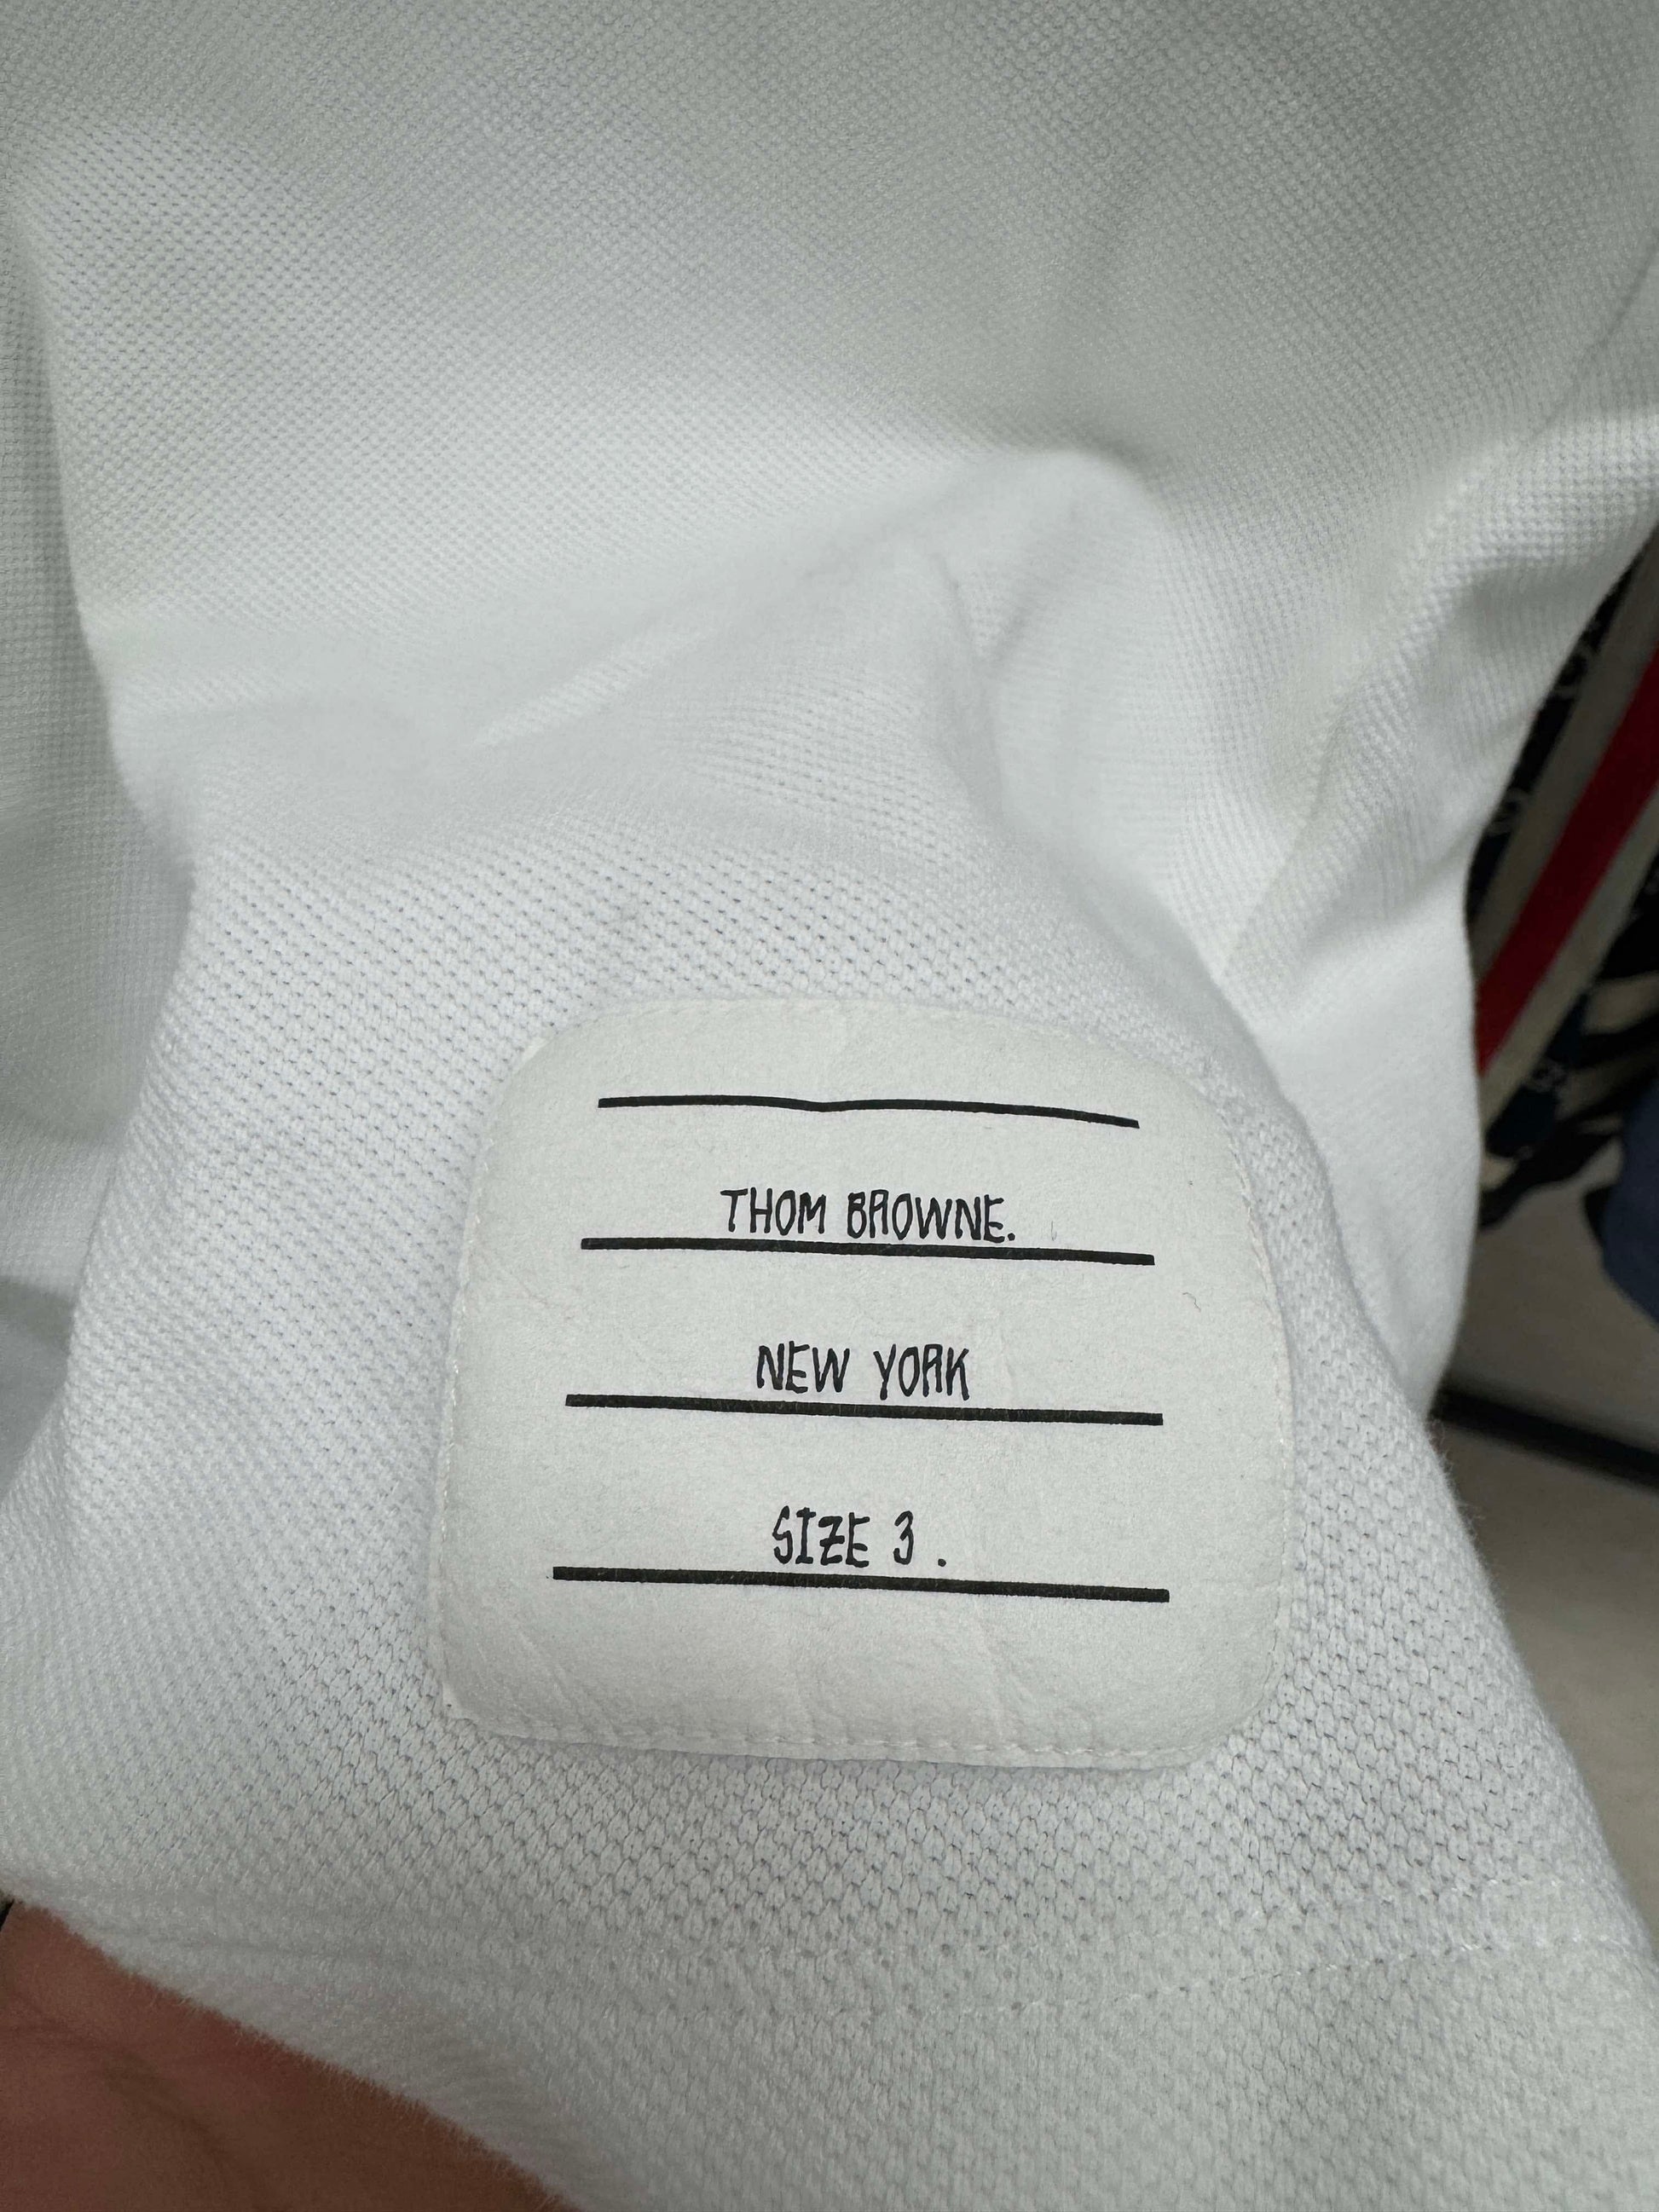 THOM BROWNE.
NEW YORK
SIZE 3 .